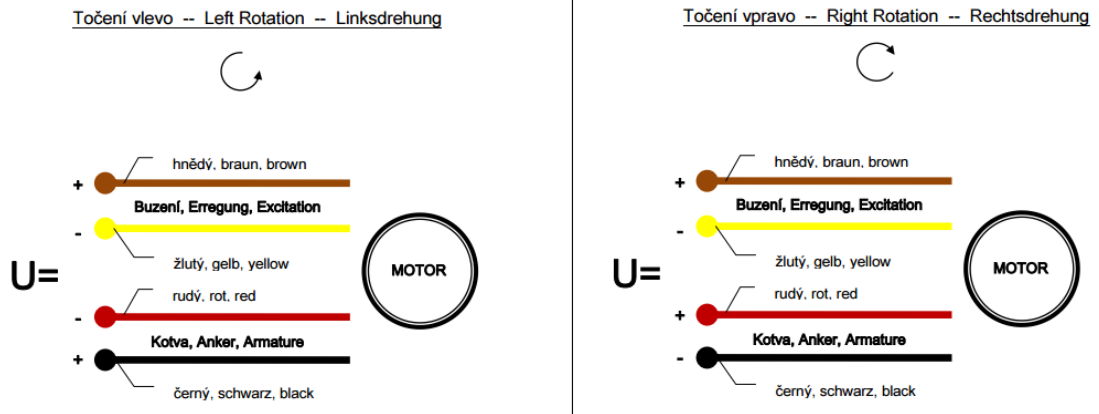 Točení vlevo -- Left Rotation -- Linksdrehung
hnědý, braun, brown
+
Buzení, Erregung, Excitation
-
žlutý, gelb, yellow
U=
MOTOR
rudý, rot, red
-
Kotva, Anker, Armature
+
černý, schwarz, black
Točení vpravo -- Right Rotation -- Rechtsdrehung
hnědý, braun, brown
+
Buzení, Erregung, Excitation
-
žlutý, gelb, yellow
U=
MOTOR
rudý, rot, red
+
Kotva, Anker, Armature
-
černý, schwarz, black